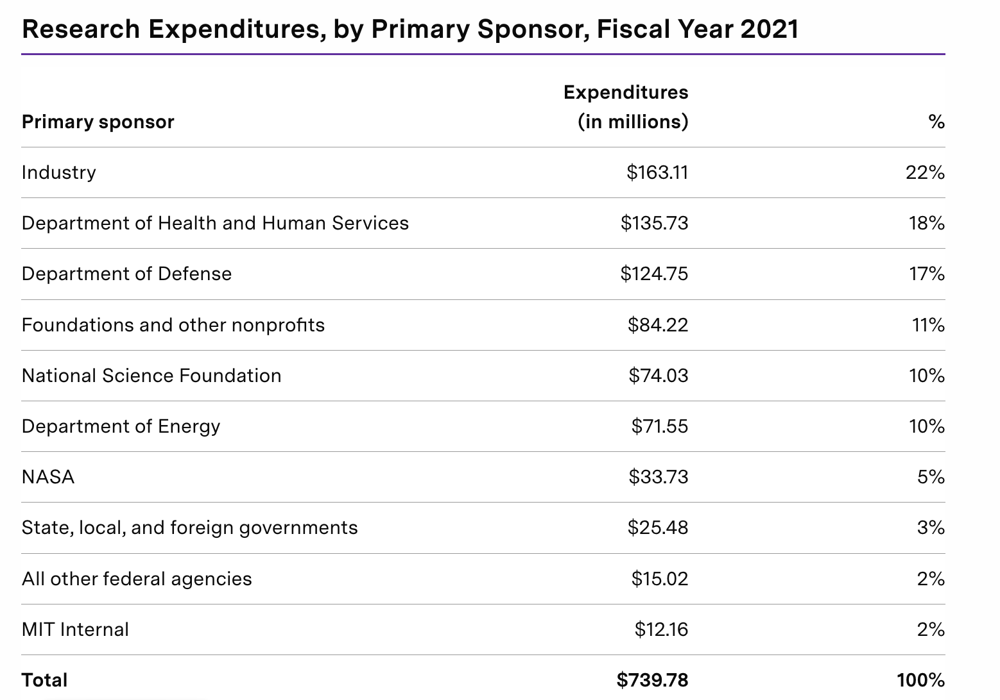 Research Expenditures, by Primary Sponsor, Fiscal Year 2021
Expenditures
Primary sponsor (in millions) %
Industry $163.11 22%
Department of Health and Human Services $135.73 18%
Department of Defense $124.75 17%
Foundations and other nonprofits $84.22 11%
National Science Foundation $74.03 10%
Department of Energy $71.55 10%
NASA $33.73 5%
State, local, and foreign governments $25.48 3%
All other federal agencies $15.02 2%
MIT Internal $12.16 2%
Total $739.78 100%